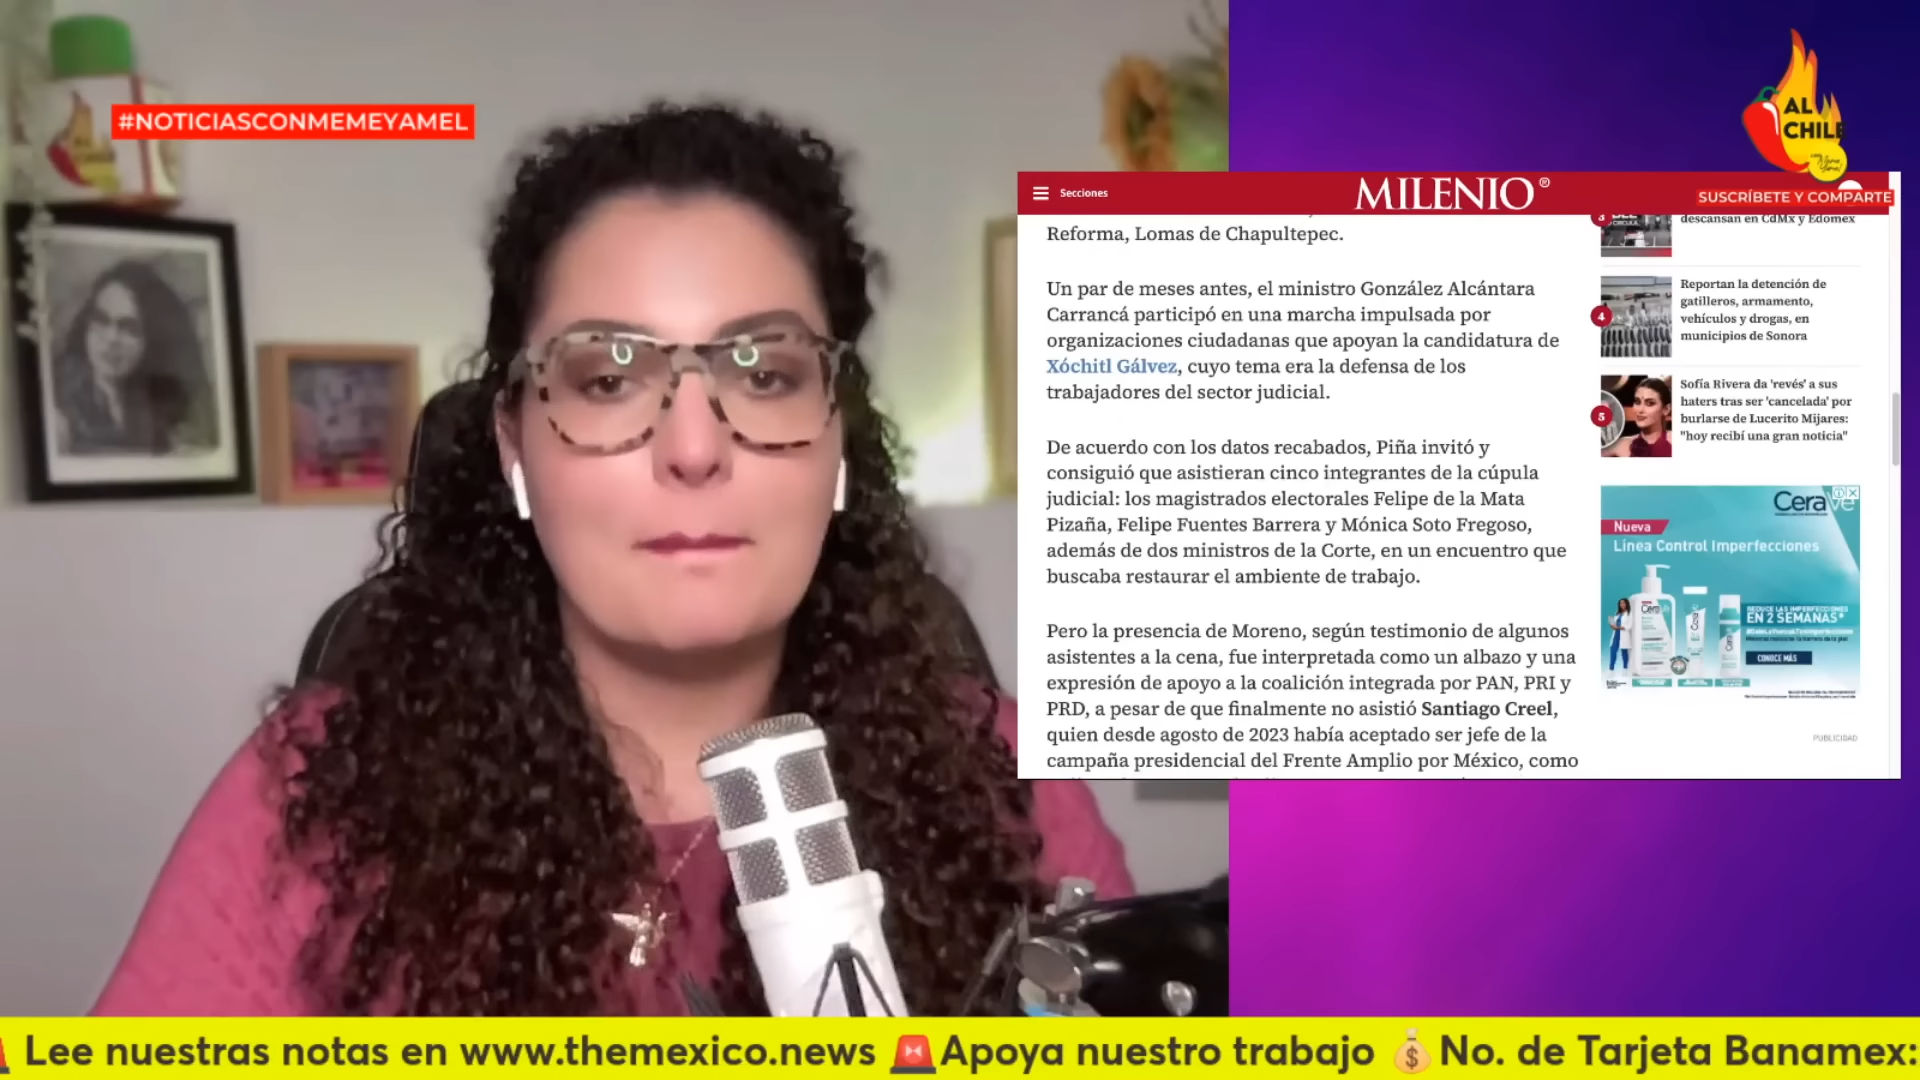 #NOTICIASCONMEMEYAMEL
AL
CHILE
SUSCRÍBETE Y COMPARTE
Secciones
MILENIO
Reforma, Lomas de Chapultepec.
Un par de meses antes, el ministro González Alcántara
Carrancá participó en una marcha impulsada por
organizaciones ciudadanas que apoyan la candidatura de
Xóchitl Gálvez, cuyo tema era la defensa de los
trabajadores del sector judicial.
De acuerdo con los datos recabados, Piña invitó y
consiguió que asistieran cinco integrantes de la cúpula
judicial: los magistrados electorales Felipe de la Mata
Pizaña, Felipe Fuentes Barrera y Mónica Soto Fregoso,
además de dos ministros de la Corte, en un encuentro que
buscaba restaurar el ambiente de trabajo.
Pero la presencia de Moreno, según testimonio de algunos
asistentes a la cena, fue interpretada como un albazo y una
expresión de apoyo a la coalición integrada por PAN, PRI y
PRD, a pesar de que finalmente no asistió Santiago Creel,
quien desde agosto de 2023 había aceptado ser jefe de la
campaña presidencial del Frente Amplio por México, como
3
descansan en CdMx y Edomex
4
Reportan la detención de
gatilleros, armamento,
vehículos y drogas, en
municipios de Sonora
5
Sofía Rivera da 'revés' a sus
haters tras ser 'cancelada' por
burlarse de Lucerito Mijares:
"hoy recibí una gran noticia"
CeraVe
Nueva
Línea Control Imperfecciones
REDUCE LAS IMPERFECCIONES
EN 2 SEMANAS*
CONOCE MÁS
PUBLICIDAD
Lee nuestras notas en www.themexico.news 🚨Apoya nuestro trabajo 💰No. de Tarjeta Banamex: